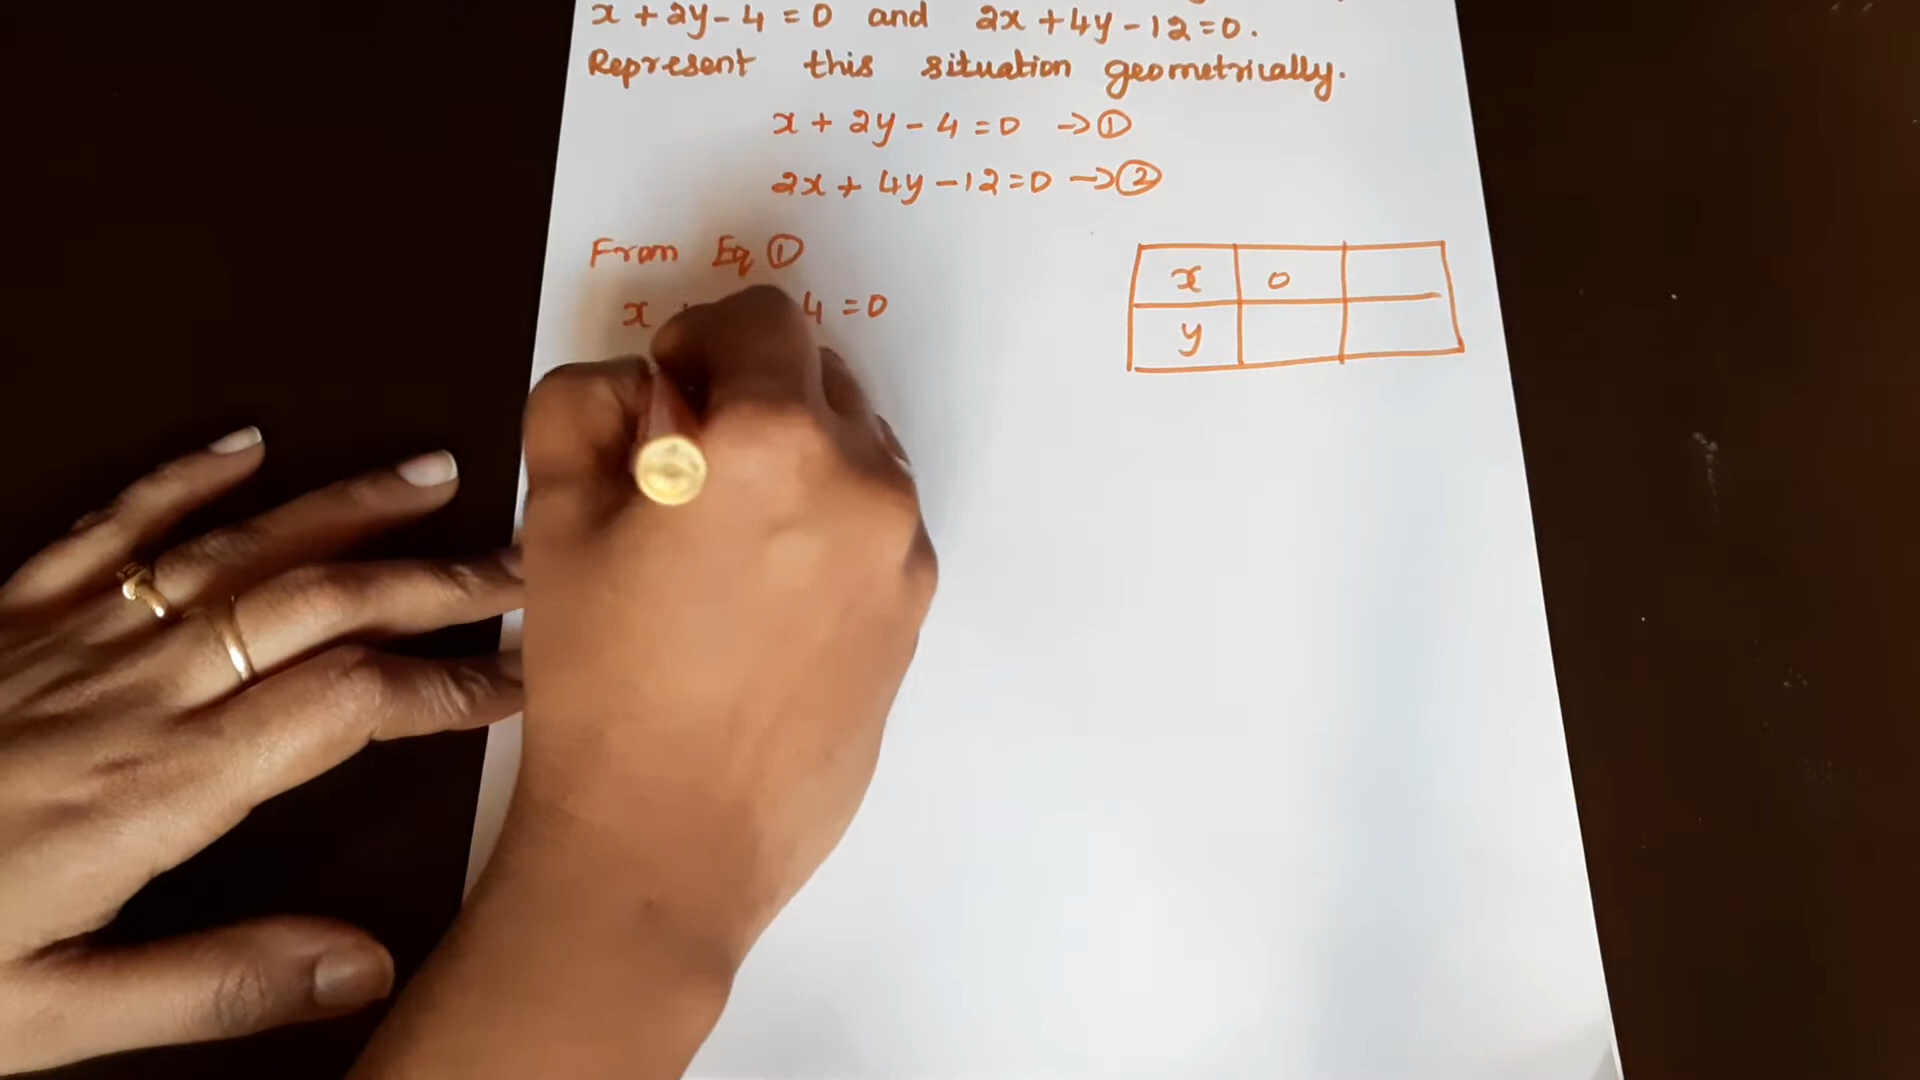 x + 2y - 4 = 0 and 2x + 4y - 12 = 0.
Represent this situation geometrically.
x + 2y - 4 = 0 → ①
2x + 4y - 12 = 0 → ②
From Eq ①
x 4 = 0
x 0
y